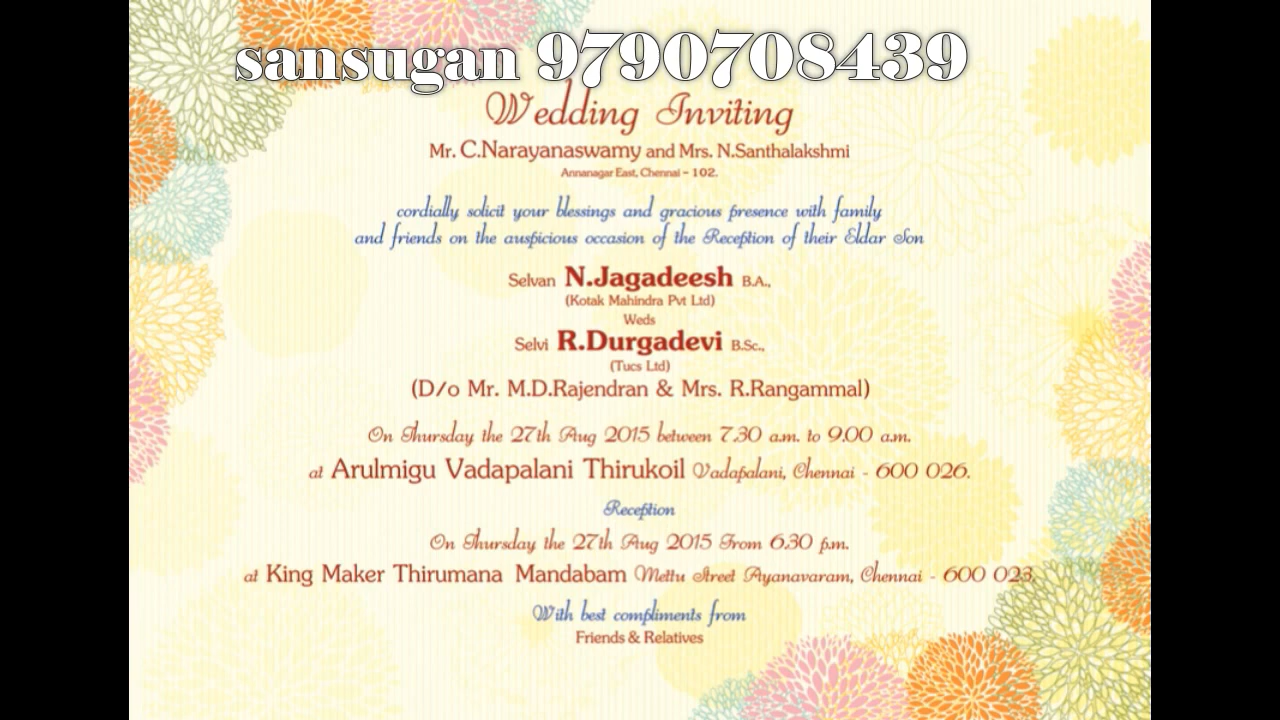 sansugan 9790708439
Wedding Inviting
Mr. C.Narayanaswamy and Mrs. N.Santhalakshmi
Annanagar East, Chennai - 102.
cordially solicit your blessings and gracious presence with family
and friends on the auspicious occasion of the Reception of their Eldar Son
Selvan N.Jagadeesh B.A.,
(Kotak Mahindra Pvt Ltd)
Weds
Selvi R.Durgadevi B.Sc.,
(Tucs Ltd)
(D/o Mr. M.D.Rajendran & Mrs. R.Rangammal)
On Thursday the 27th Aug 2015 between 7.30 a.m. to 9.00 a.m.
at Arulmigu Vadapalani Thirukoil Vadapalani, Chennai - 600 026.
Reception
On Thursday the 27th Aug 2015 From 6.30 p.m.
at King Maker Thirumana Mandabam Mettu Street Ayanavaram, Chennai - 600 023.
With best compliments from
Friends & Relatives